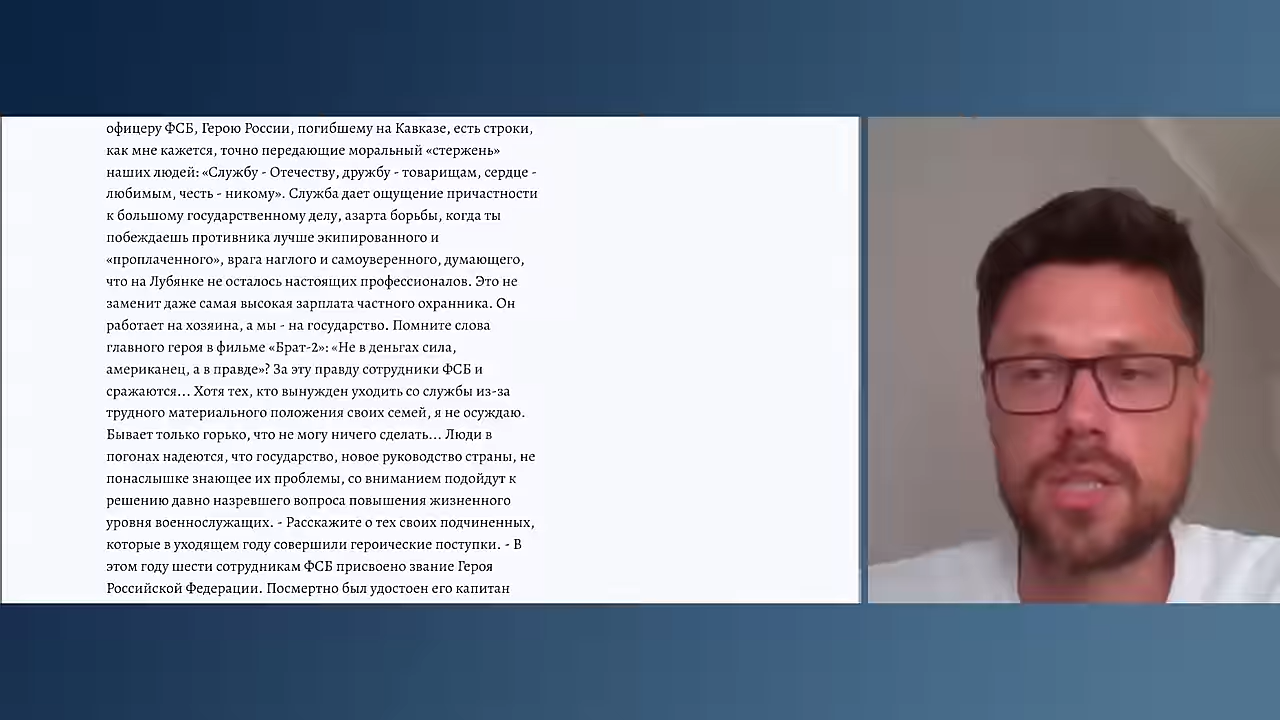 офицеру ФСБ, Герою России, погибшему на Кавказе, есть строки,
как мне кажется, точно передающие моральный «стержень»
наших людей: «Службу - Отечеству, дружбу - товарищам, сердце -
любимым, честь - никому». Служба дает ощущение причастности
к большому государственному делу, азарта борьбы, когда ты
побеждаешь противника лучше экипированного и
«проплаченного», врага наглого и самоуверенного, думающего,
что на Лубянке не осталось настоящих профессионалов. Это не
заменит даже самая высокая зарплата частного охранника. Он
работает на хозяина, а мы - на государство. Помните слова
главного героя в фильме «Брат-2»: «Не в деньгах сила,
американец, а в правде»? За эту правду сотрудники ФСБ и
сражаются... Хотя тех, кто вынужден уходить со службы из-за
трудного материального положения своих семей, я не осуждаю.
Бывает только горько, что не могу ничего сделать... Люди в
погонах надеются, что государство, новое руководство страны, не
понаслышке знающее их проблемы, со вниманием подойдут к
решению давно назревшего вопроса повышения жизненного
уровня военнослужащих. - Расскажите о тех своих подчиненных,
которые в уходящем году совершили героические поступки. - В
этом году шести сотрудникам ФСБ присвоено звание Героя
Российской Федерации. Посмертно был удостоен его капитан